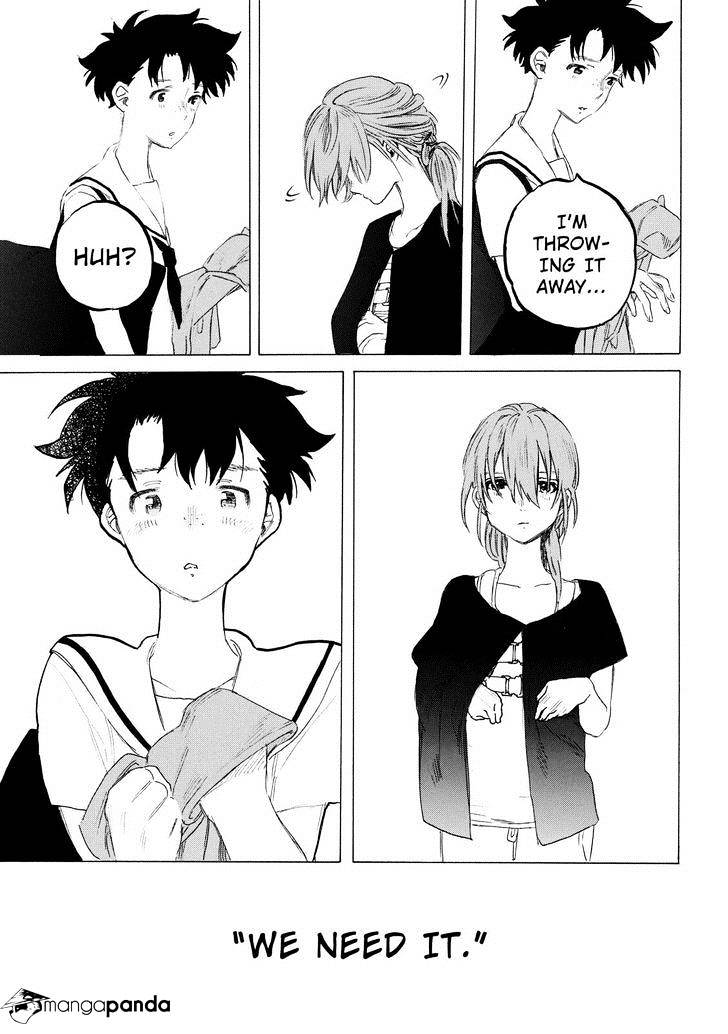 I'M
THROW-
ING IT
AWAY...
HUH?
"WE NEED IT."
mangapanda